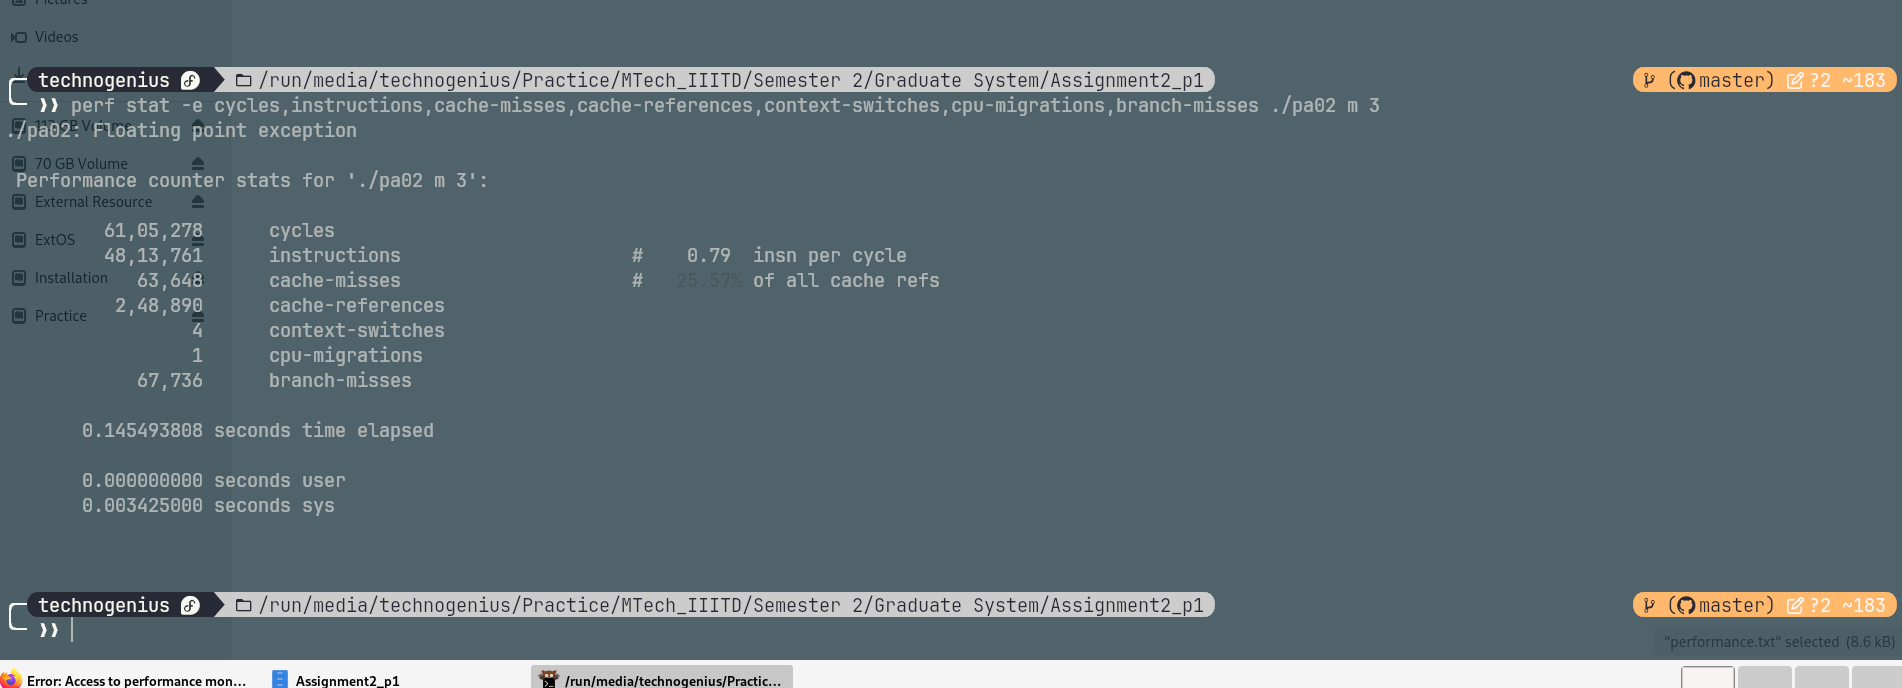 Pictures
Videos
technogenius /run/media/technogenius/Practice/MTech_IIITD/Semester 2/Graduate System/Assignment2_p1 (master) ?2 ~183
❱❱ perf stat -e cycles,instructions,cache-misses,cache-references,context-switches,cpu-migrations,branch-misses ./pa02 m 3
GB Volume
./pa02: Floating point exception
70 GB Volume
Performance counter stats for './pa02 m 3':
External Resource
61,05,278 cycles
ExtOS
48,13,761 instructions # 0.79 insn per cycle
Installation
63,648 cache-misses # 25.57% of all cache refs
2,48,890 cache-references
Practice
4 context-switches
1 cpu-migrations
67,736 branch-misses
0.145493808 seconds time elapsed
0.000000000 seconds user
0.003425000 seconds sys
technogenius /run/media/technogenius/Practice/MTech_IIITD/Semester 2/Graduate System/Assignment2_p1 (master) ?2 ~183
❱❱
"performance.txt" selected (8.6 kB)
Error: Access to performance mon... Assignment2_p1 /run/media/technogenius/Practic...